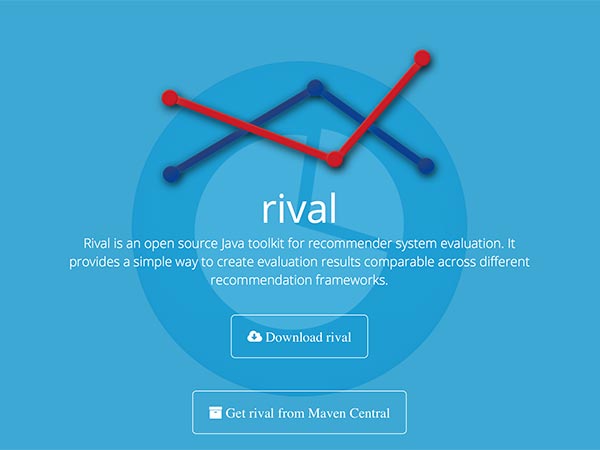 rival
Rival is an open source Java toolkit for recommender system evaluation. It
provides a simple way to create evaluation results comparable across different
recommendation frameworks.
Download rival
Get rival from Maven Central